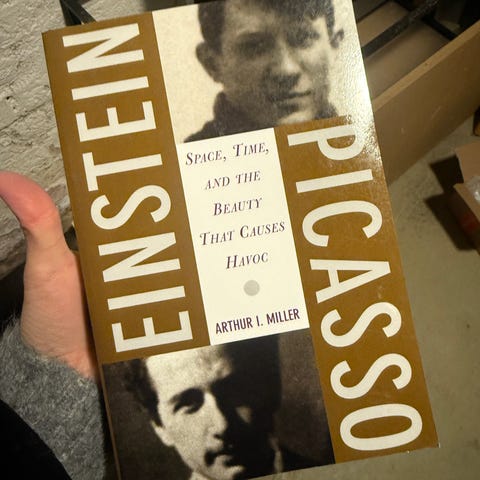 EINSTEIN
PICASSO
SPACE, TIME,
AND THE
BEAUTY
THAT CAUSES
HAVOC
ARTHUR I. MILLER